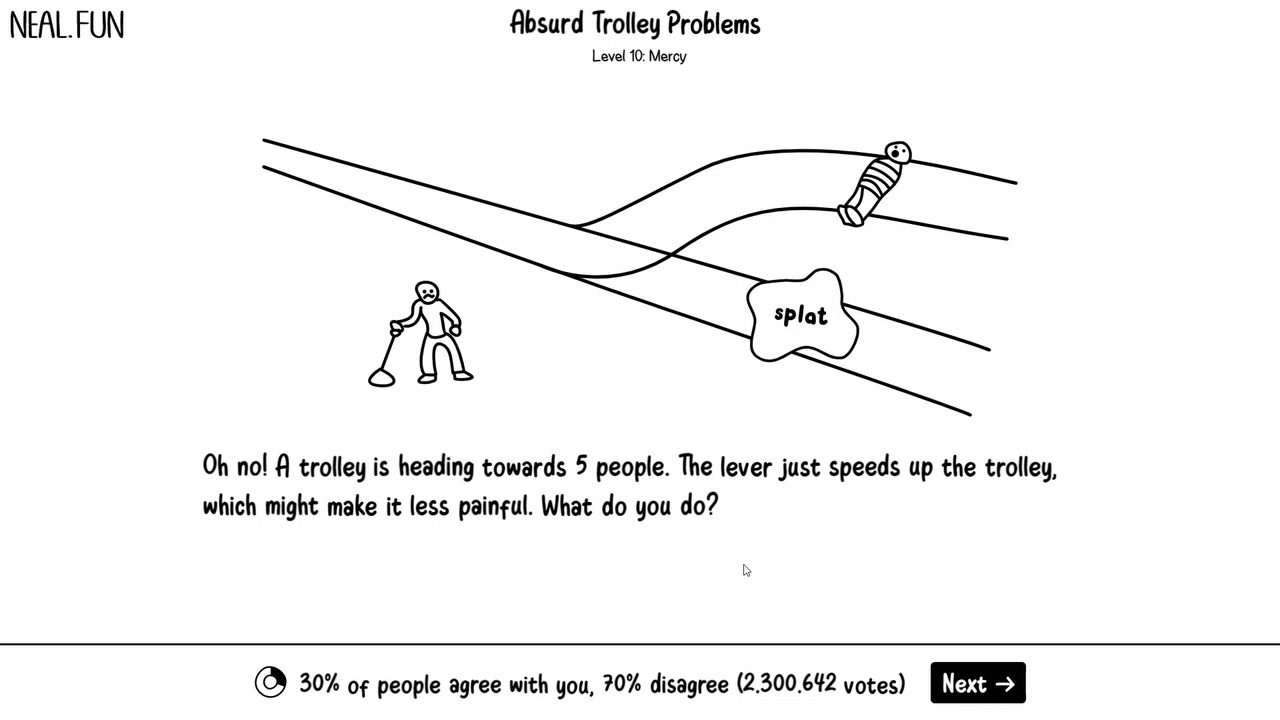 NEAL.FUN
Absurd Trolley Problems
Level 10: Mercy
splat
Oh no! A trolley is heading towards 5 people. The lever just speeds up the trolley,
which might make it less painful. What do you do?
30% of people agree with you, 70% disagree (2,300,642 votes)
Next →